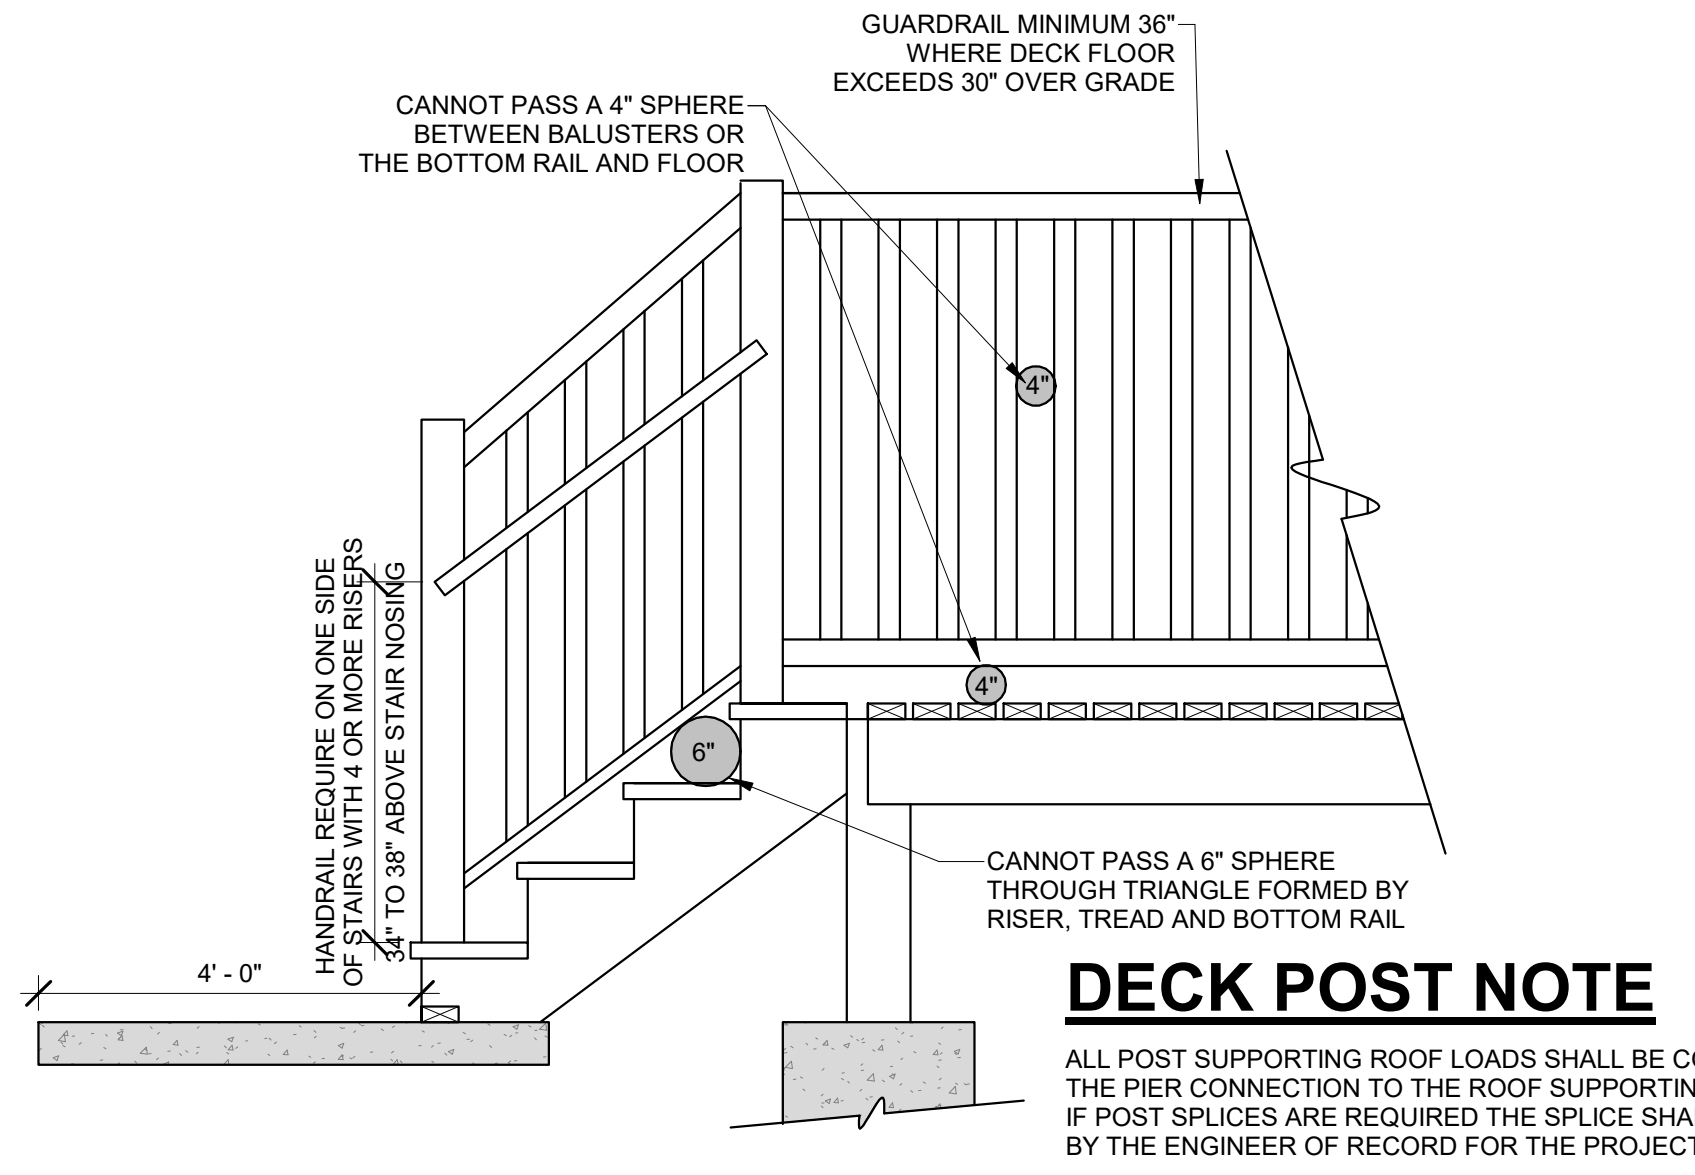 GUARDRAIL MINIMUM 36"
WHERE DECK FLOOR
EXCEEDS 30" OVER GRADE
CANNOT PASS A 4" SPHERE
BETWEEN BALUSTERS OR
THE BOTTOM RAIL AND FLOOR
4"
4"
6"
HANDRAIL REQUIRE ON ONE SIDE
OF STAIRS WITH 4 OR MORE RISERS
34" TO 38" ABOVE STAIR NOSING
CANNOT PASS A 6" SPHERE
THROUGH TRIANGLE FORMED BY
RISER, TREAD AND BOTTOM RAIL
4' - 0"
DECK POST NOTE
ALL POST SUPPORTING ROOF LOADS SHALL BE
THE PIER CONNECTION TO THE ROOF
IF POST SPLICES ARE REQUIRED THE SPLICE
BY THE ENGINEER OF RECORD FOR THE PROJECT